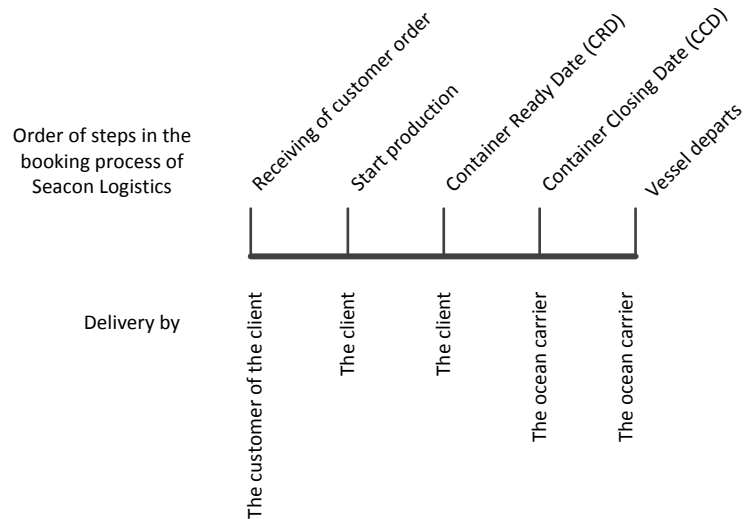 Order of steps in the
booking process of
Seacon Logistics
Receiving of customer order
Start production
Container Ready Date (CRD)
Container Closing Date (CCD)
Vessel departs
Delivery by
The customer of the client
The client
The client
The ocean carrier
The ocean carrier